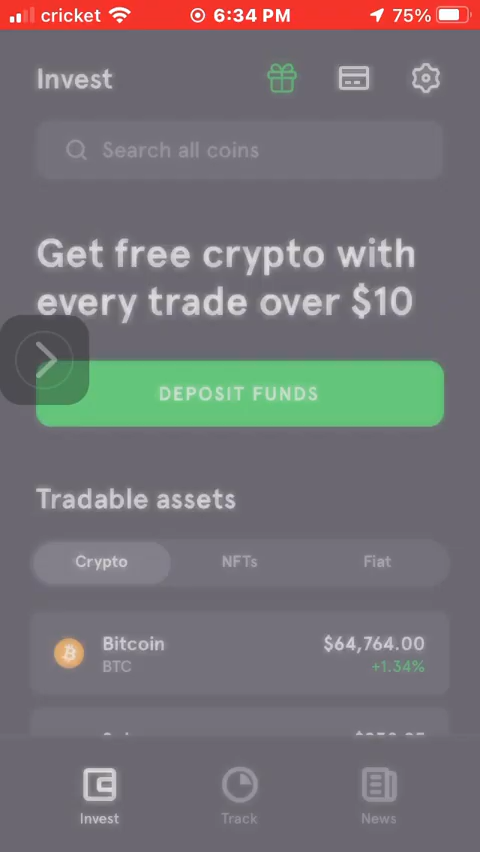 cricket 6:34 PM 75%
Invest
Search all coins
Get free crypto with
every trade over $10
DEPOSIT FUNDS
Tradable assets
Crypto NFTs Fiat
Bitcoin $64,764.00
BTC +1.34%
Invest Track News